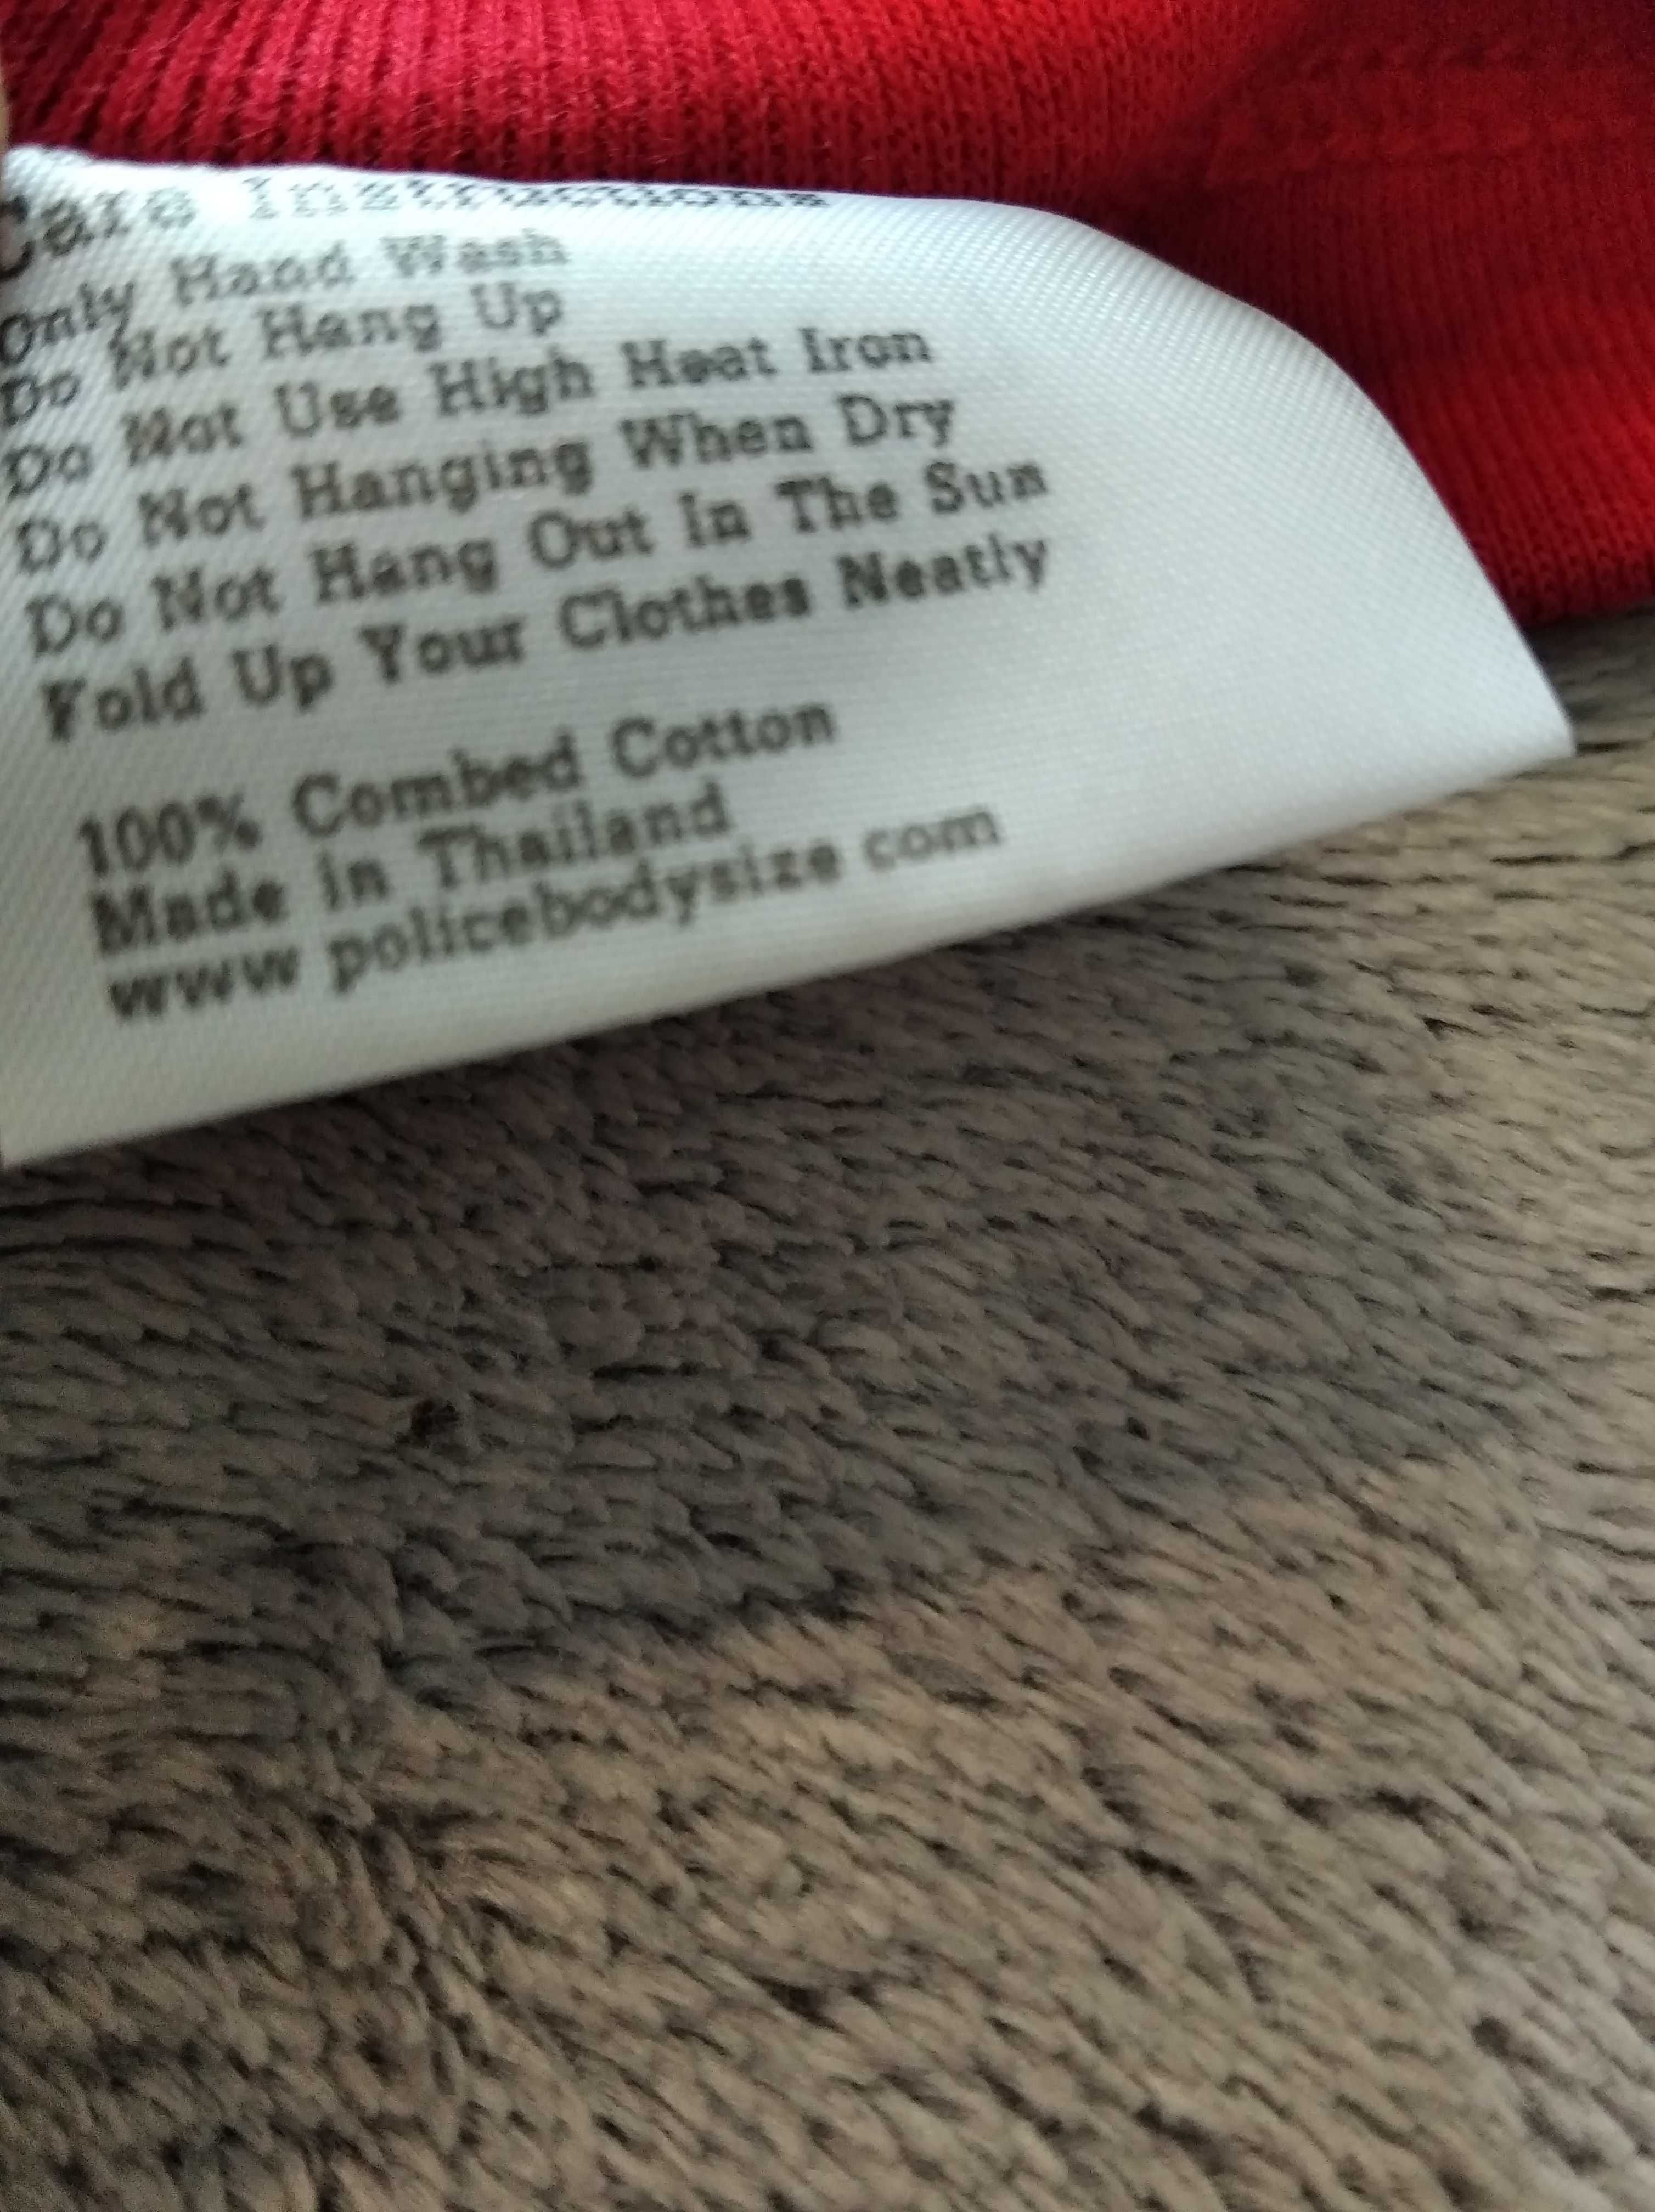 Care Instructions
Only Hand Wash
Do Not Hang Up
Do Not Use High Heat Iron
Do Not Hanging When Dry
Do Not Hang Out In The Sun
Fold Up Your Clothes Neatly
100% Combed Cotton
Made in Thailand
www policebodysize com